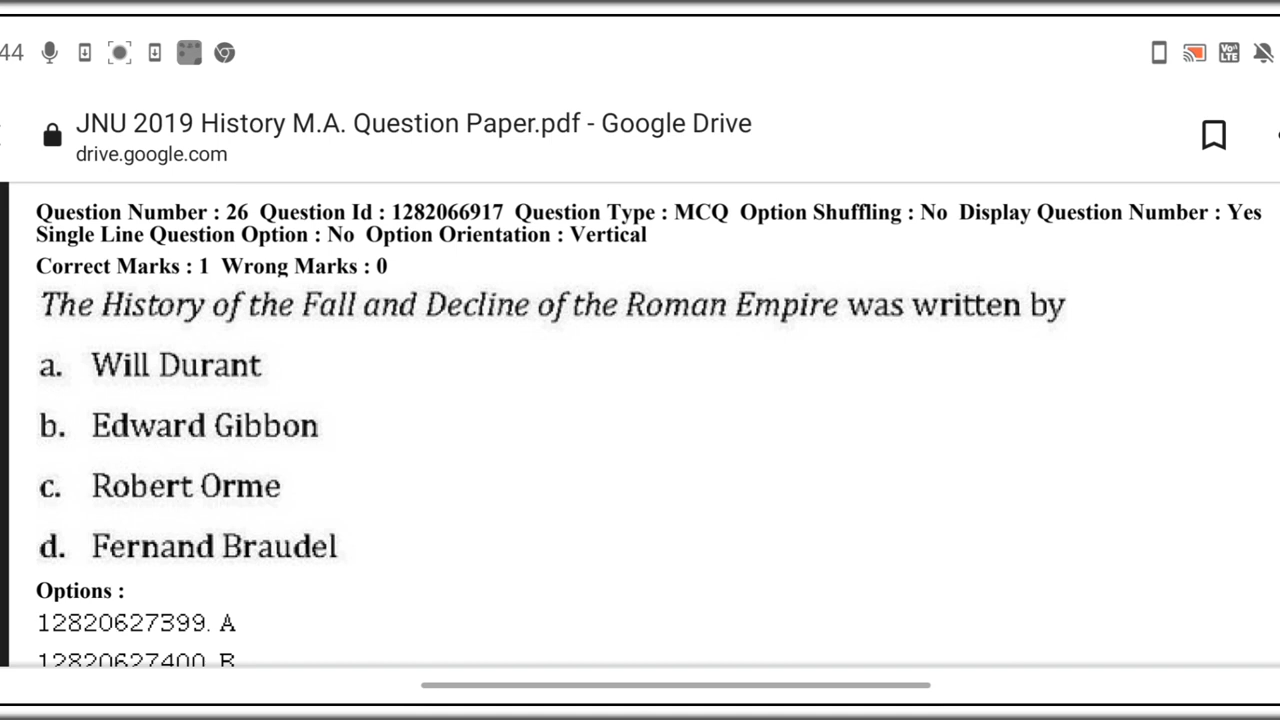 44
Vo LTE
JNU 2019 History M.A. Question Paper.pdf - Google Drive
drive.google.com
Question Number : 26 Question Id : 1282066917 Question Type : MCQ Option Shuffling : No Display Question Number : Yes
Single Line Question Option : No Option Orientation : Vertical
Correct Marks : 1 Wrong Marks : 0
The History of the Fall and Decline of the Roman Empire was written by
a. Will Durant
b. Edward Gibbon
c. Robert Orme
d. Fernand Braudel
Options :
12820627399. A
12820627400. B